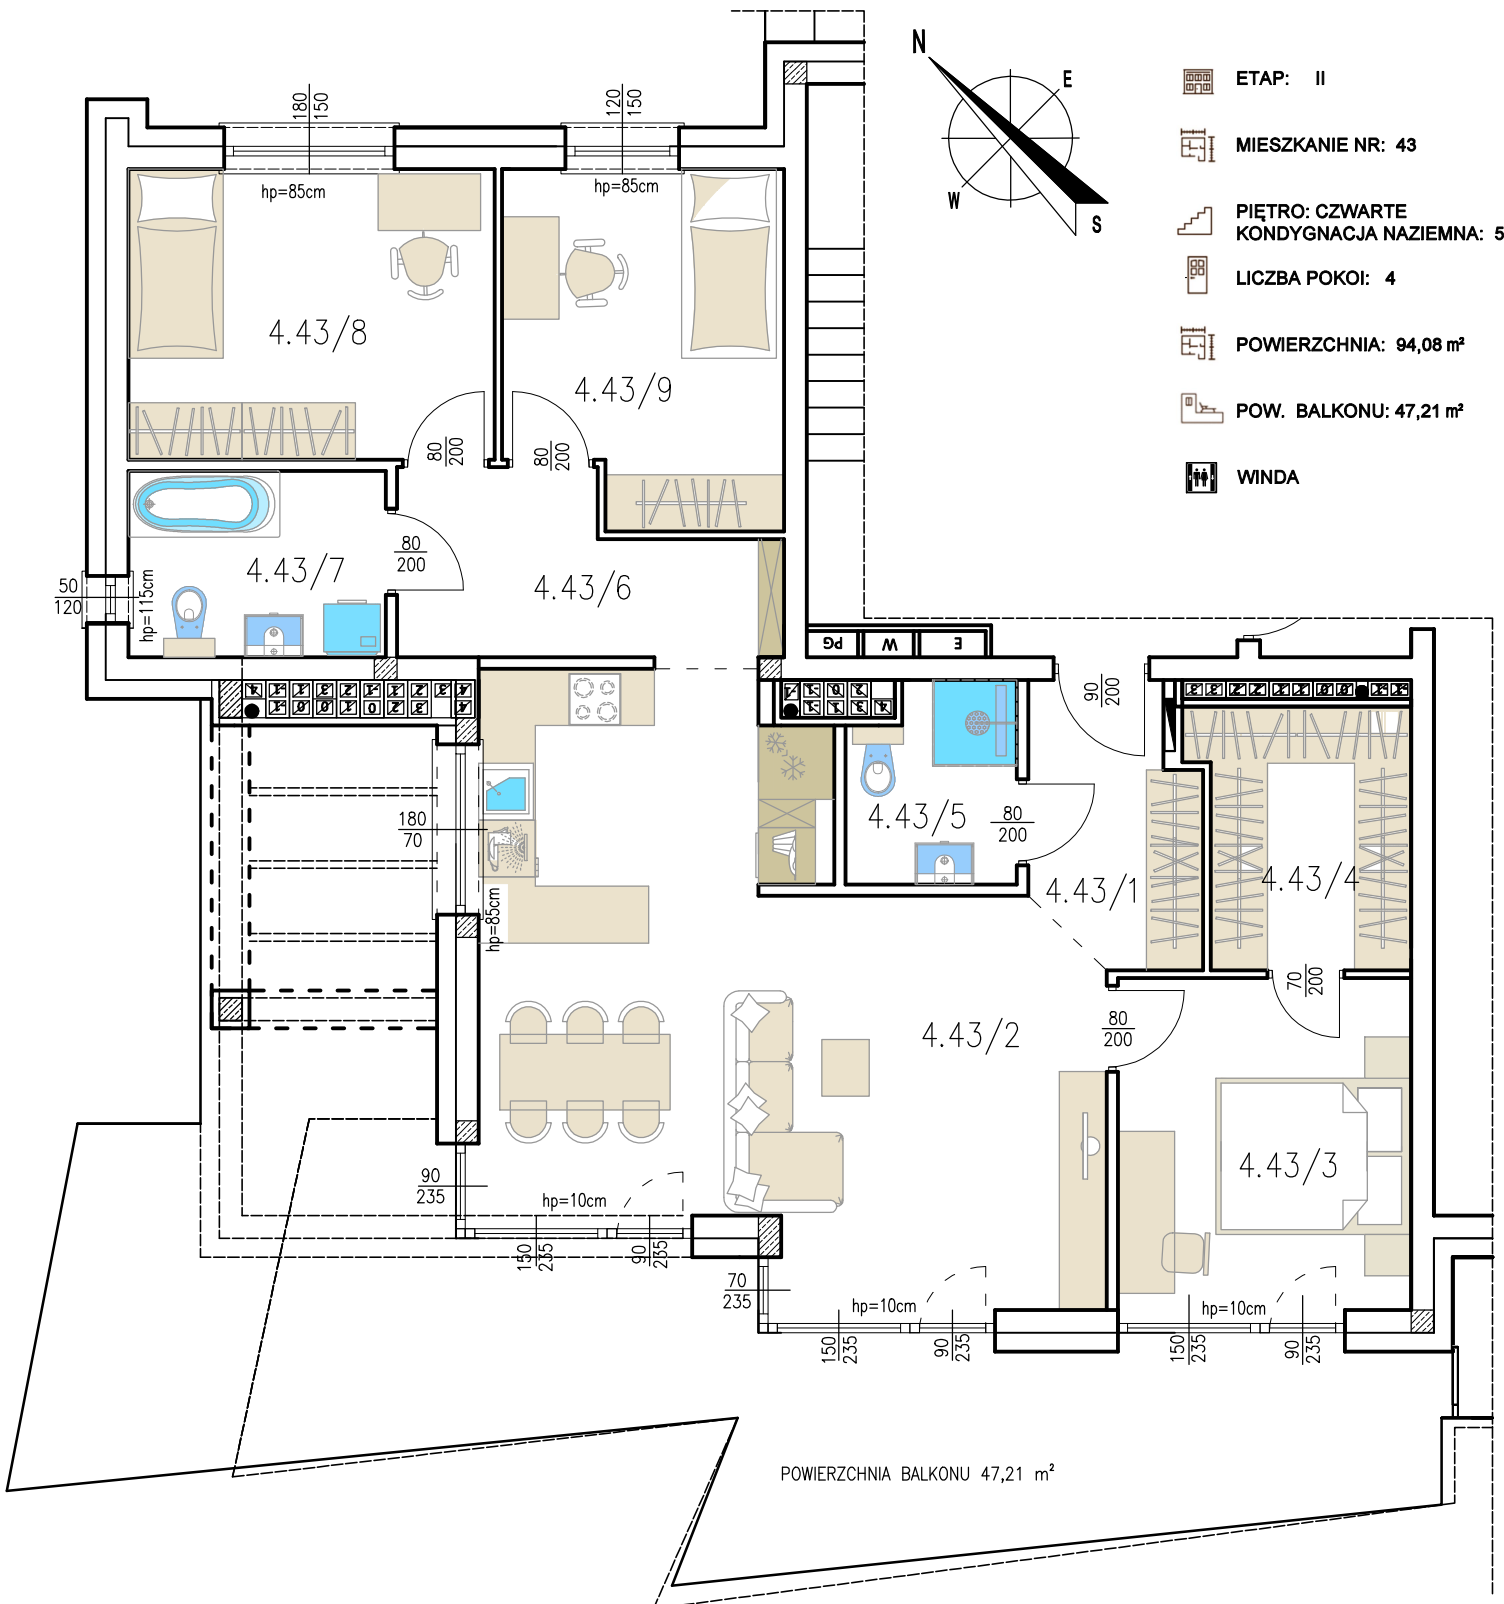 N
E
W
S
ETAP: II
MIESZKANIE NR: 43
PIĘTRO: CZWARTE
KONDYGNACJA NAZIEMNA: 5
LICZBA POKOI: 4
POWIERZCHNIA: 94,08 m²
POW. BALKONU: 47,21 m²
WINDA
180
150
hp=85cm
120
150
hp=85cm
4.43/8
4.43/9
80
200
80
200
4.43/7
80
200
4.43/6
50
120
hp=115cm
PG
W
E
90
200
180
70
hp=85cm
4.43/5
80
200
4.43/1
4.43/4
70
200
4.43/2
80
200
4.43/3
90
235
hp=10cm
150
235
90
235
70
235
hp=10cm
150
235
90
235
hp=10cm
150
235
90
235
POWIERZCHNIA BALKONU 47,21 m²